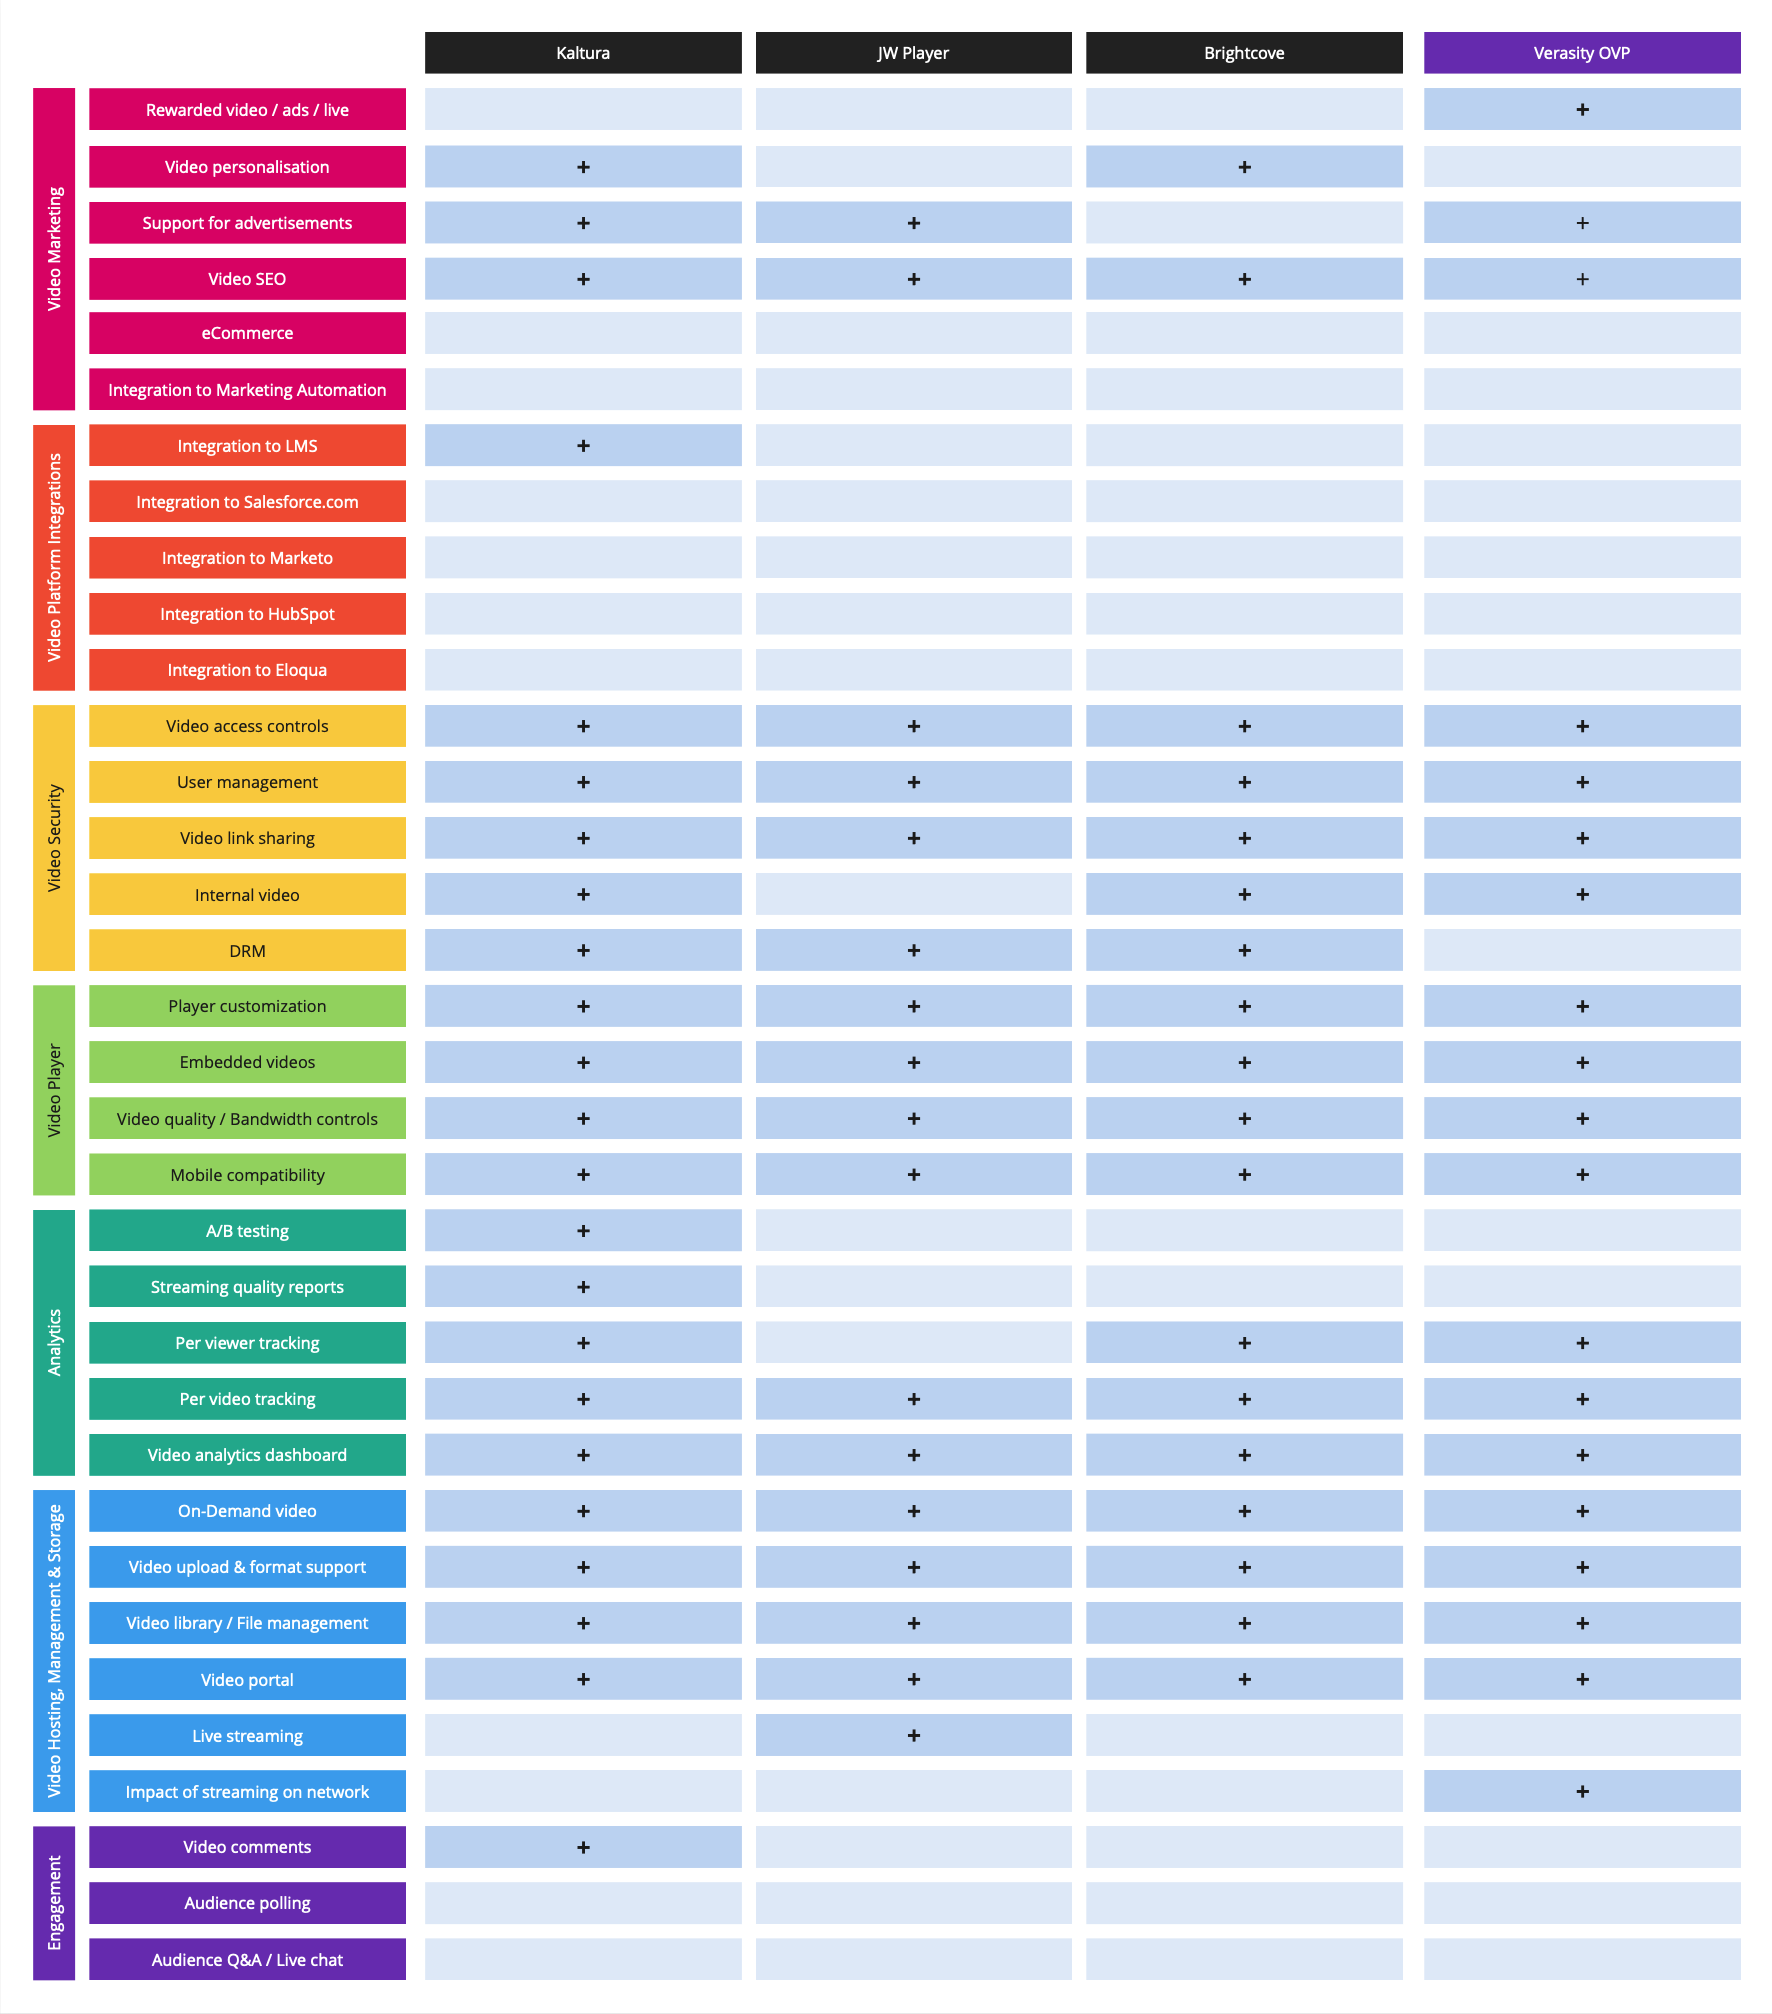 Kaltura JW Player Brightcove Verasity OVP
Video Marketing
Rewarded video / ads / live +
Video personalisation + +
Support for advertisements + + +
Video SEO + + + +
eCommerce
Integration to Marketing Automation
Video Platform Integrations
Integration to LMS +
Integration to Salesforce.com
Integration to Marketo
Integration to HubSpot
Integration to Eloqua
Video Security
Video access controls + + + +
User management + + + +
Video link sharing + + + +
Internal video + + +
DRM + + +
Video Player
Player customization + + + +
Embedded videos + + + +
Video quality / Bandwidth controls + + + +
Mobile compatibility + + + +
Analytics
A/B testing +
Streaming quality reports +
Per viewer tracking + + +
Per video tracking + + + +
Video analytics dashboard + + + +
Video Hosting, Management & Storage
On-Demand video + + + +
Video upload & format support + + + +
Video library / File management + + + +
Video portal + + + +
Live streaming +
Impact of streaming on network +
Engagement
Video comments +
Audience polling
Audience Q&A / Live chat